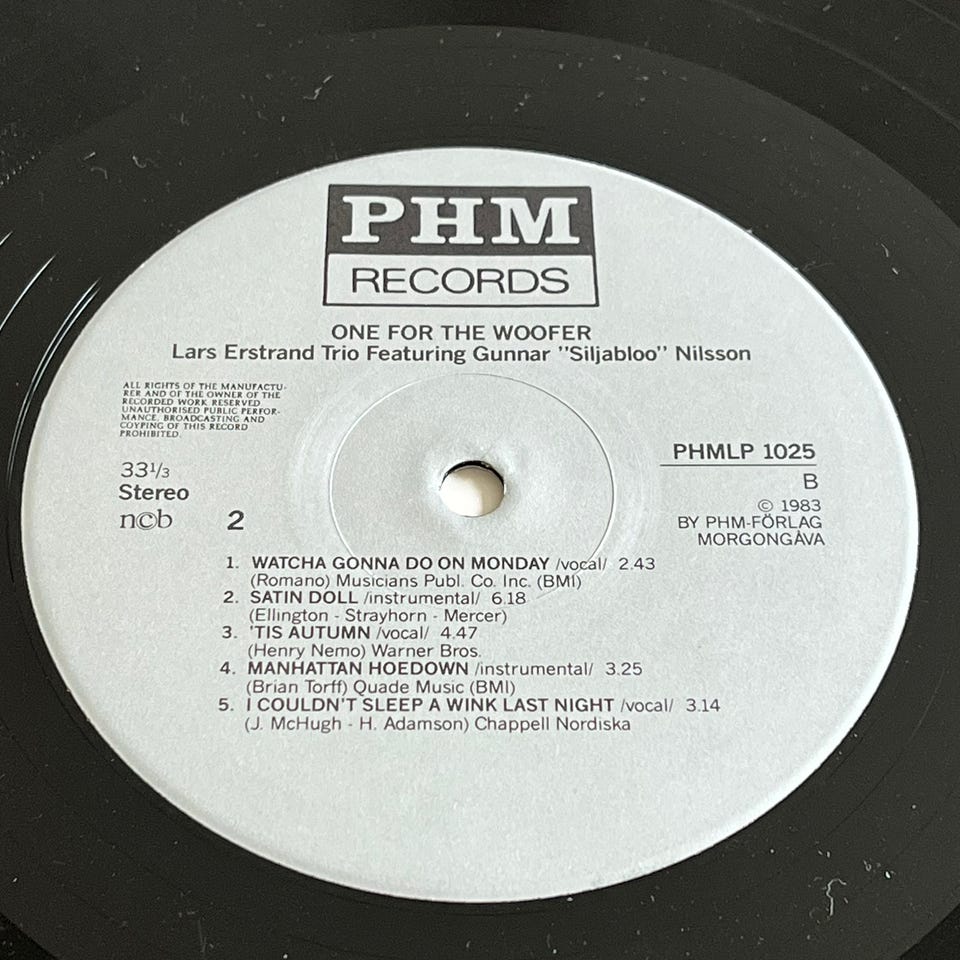 PHM
RECORDS
ONE FOR THE WOOFER
Lars Erstrand Trio Featuring Gunnar ''Siljabloo'' Nilsson
ALL RIGHTS OF THE MANUFACTU-
RER AND OF THE OWNER OF THE
RECORDED WORK RESERVED
UNAUTHORISED PUBLIC PERFOR-
MANCE, BROADCASTING AND
COYPING OF THIS RECORD
PROHIBITED.
33 1/3
Stereo
n©b
2
PHMLP 1025
B
© 1983
BY PHM-FÖRLAG
MORGONGÅVA
1. WATCHA GONNA DO ON MONDAY /vocal/ 2.43
(Romano) Musicians Publ. Co. Inc. (BMI)
2. SATIN DOLL /instrumental/ 6.18
(Ellington - Strayhorn - Mercer)
3. 'TIS AUTUMN /vocal/ 4.47
(Henry Nemo) Warner Bros.
4. MANHATTAN HOEDOWN /instrumental/ 3.25
(Brian Torff) Quade Music (BMI)
5. I COULDN'T SLEEP A WINK LAST NIGHT /vocal/ 3.14
(J. McHugh - H. Adamson) Chappell Nordiska